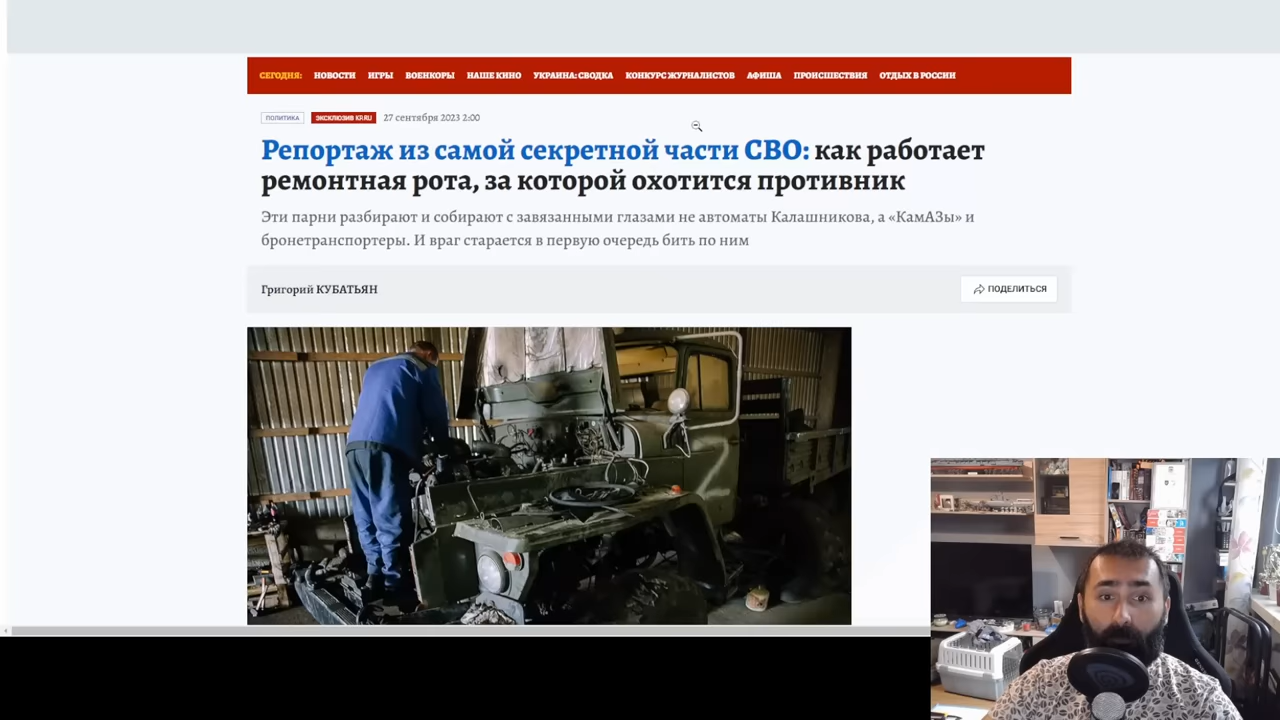 СЕГОДНЯ: НОВОСТИ ИГРЫ ВОЕНКОРЫ НАШЕ КИНО УКРАИНА: СВОДКА КОНКУРС ЖУРНАЛИСТОВ АФИША ПРОИСШЕСТВИЯ ОТДЫХ В РОССИИ
ПОЛИТИКА ЭКСКЛЮЗИВ KP.RU 27 сентября 2023 2:00
Репортаж из самой секретной части СВО: как работает
ремонтная рота, за которой охотится противник
Эти парни разбирают и собирают с завязанными глазами не автоматы Калашникова, а «КамАЗы» и
бронетранспортеры. И враг старается в первую очередь бить по ним
Григорий КУБАТЬЯН
ПОДЕЛИТЬСЯ